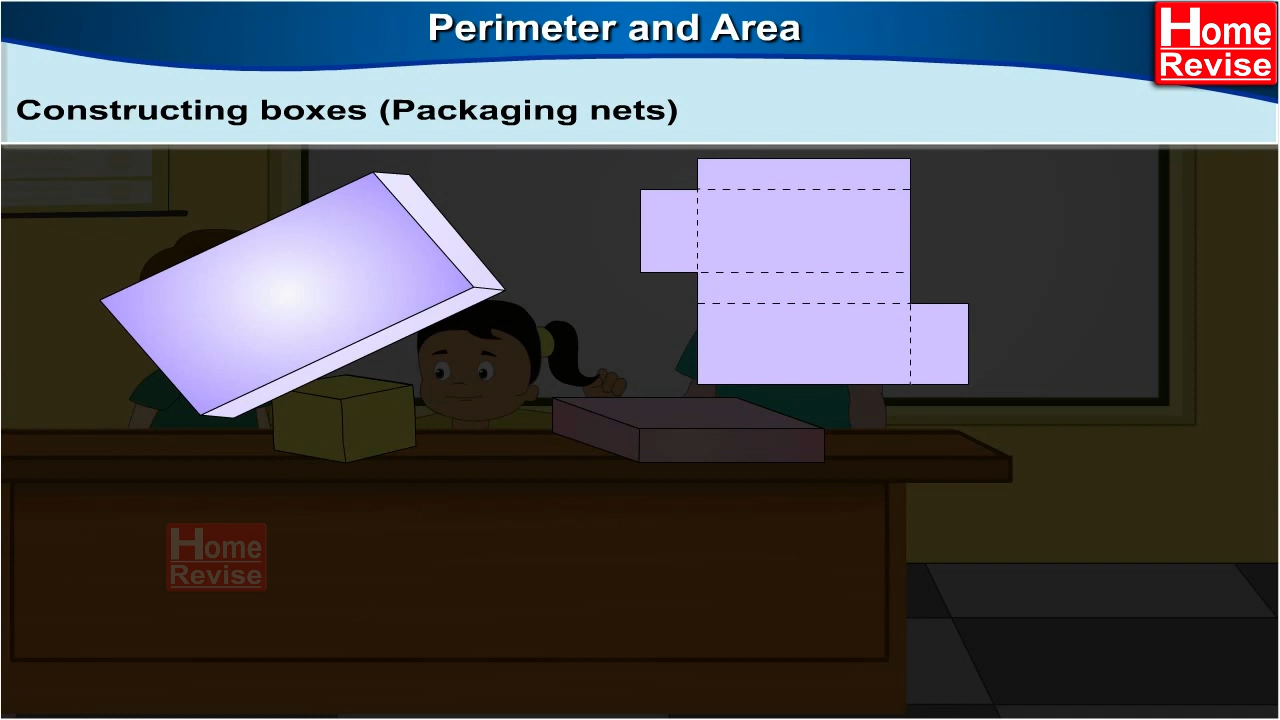 Perimeter and Area
Home
Revise
Constructing boxes (Packaging nets)
Home
Revise